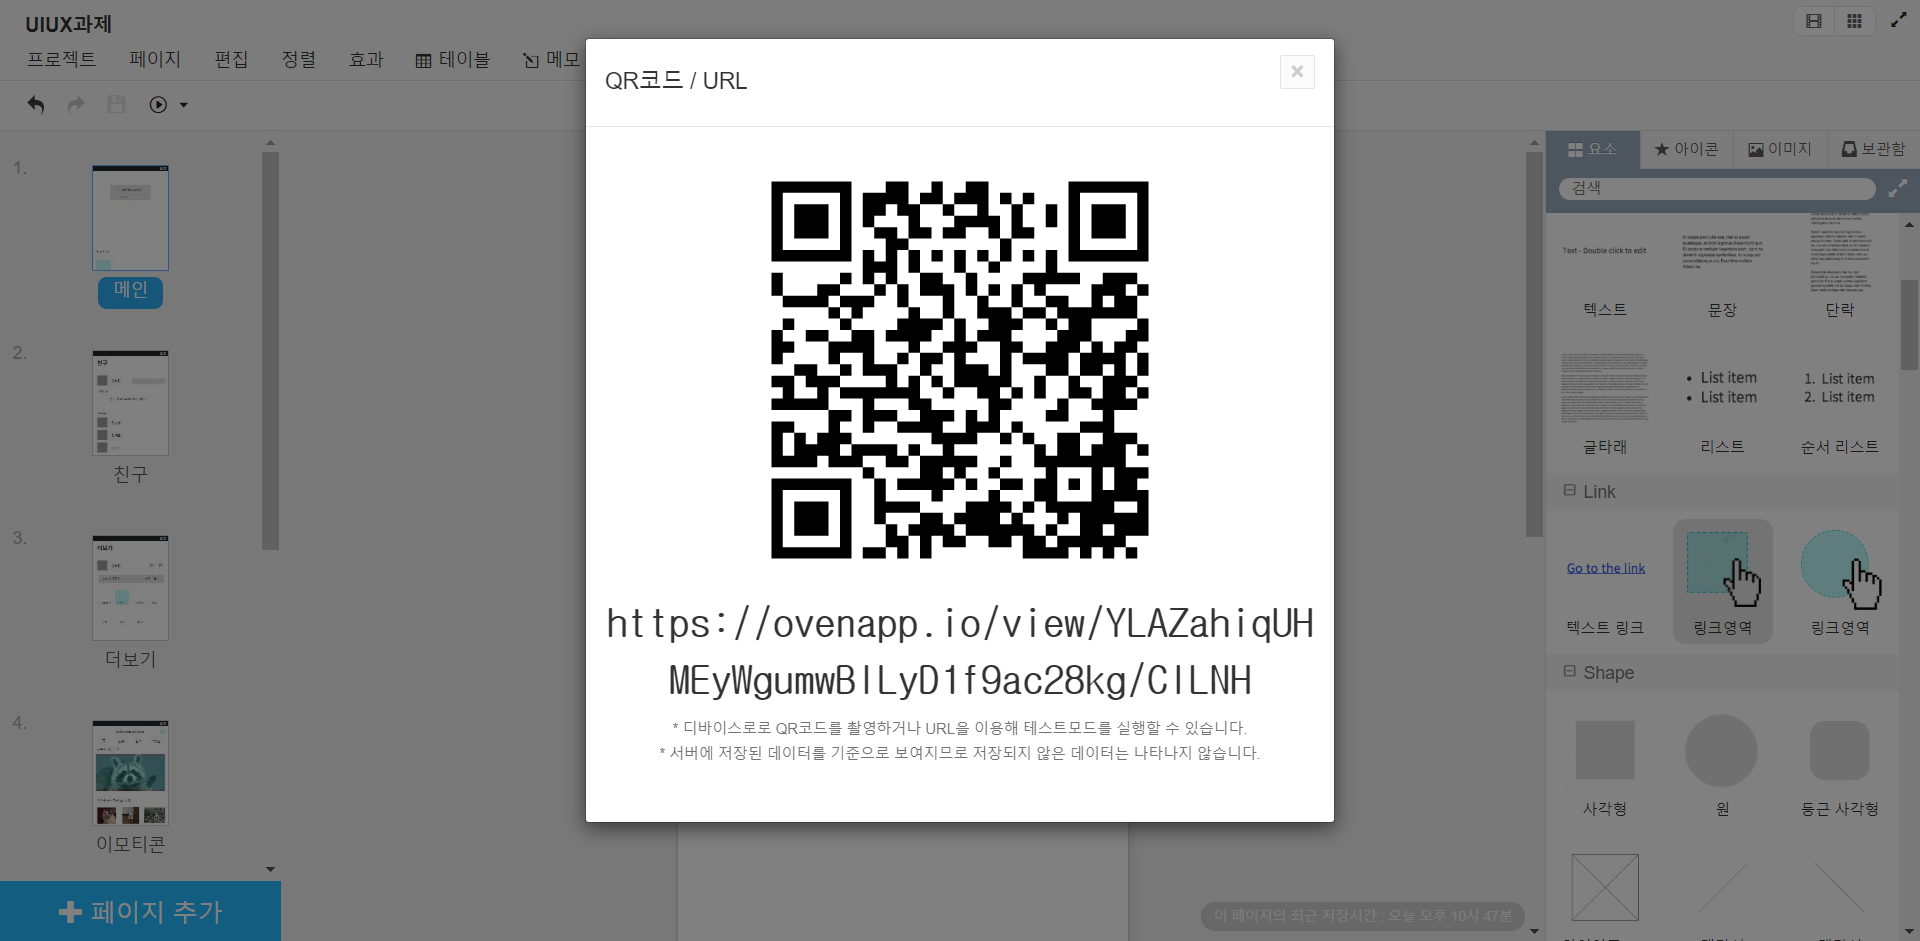 UIUX과제
프로젝트 페이지 편집 정렬 효과 테이블 메모
QR코드 / URL
×
https://ovenapp.io/view/YLAZahiqUH
MEyWgumwBlLyD1f9ac28kg/ClLNH
* 디바이스로로 QR코드를 촬영하거나 URL을 이용해 테스트모드를 실행할 수 있습니다.
* 서버에 저장된 데이터를 기준으로 보여지므로 저장되지 않은 데이터는 나타나지 않습니다.
1.
메인
2.
친구
친구
3.
더보기
더보기
4.
이모티콘
페이지 추가
이 페이지의 최근 저장시간 : 오늘 오후 10시 47분
요소 아이콘 이미지 보관함
검색
Text - Double click to edit
텍스트 문장 단락
• List item
• List item
1. List item
2. List item
글타래 리스트 순서 리스트
Link
Go to the link
텍스트 링크 링크영역 링크영역
Shape
사각형 원 둥근 사각형